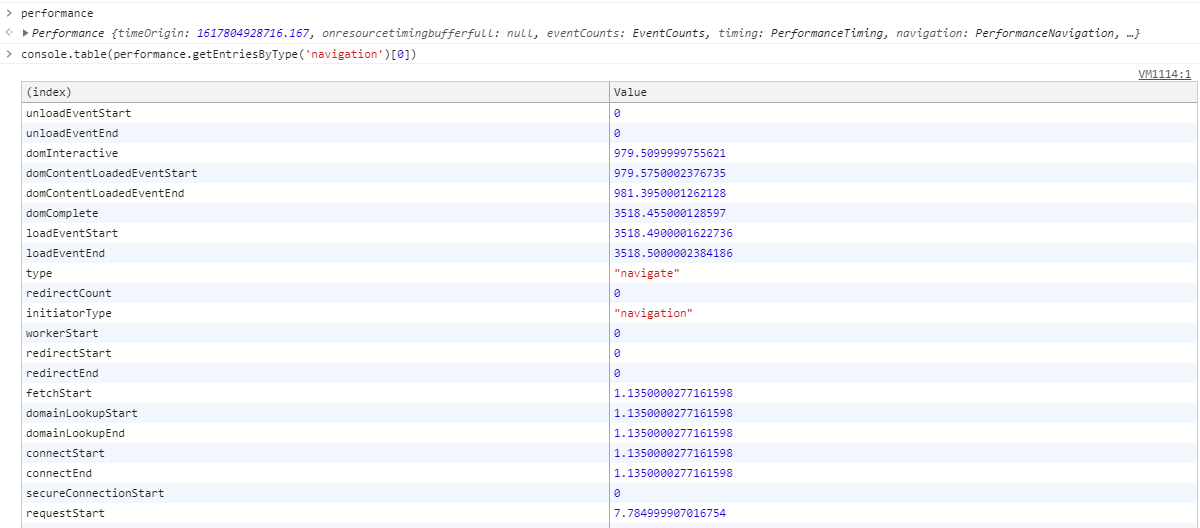 performance
Performance {timeOrigin: 1617804928716.167, onresourcetimingbufferfull: null, eventCounts: EventCounts, timing: PerformanceTiming, navigation: PerformanceNavigation, …}
console.table(performance.getEntriesByType('navigation')[0])
VM1114:1
(index) Value
unloadEventStart 0
unloadEventEnd 0
domInteractive 979.5099999755621
domContentLoadedEventStart 979.5750002376735
domContentLoadedEventEnd 981.3950001262128
domComplete 3518.455000128597
loadEventStart 3518.4900001622736
loadEventEnd 3518.5000002384186
type "navigate"
redirectCount 0
initiatorType "navigation"
workerStart 0
redirectStart 0
redirectEnd 0
fetchStart 1.1350000277161598
domainLookupStart 1.1350000277161598
domainLookupEnd 1.1350000277161598
connectStart 1.1350000277161598
connectEnd 1.1350000277161598
secureConnectionStart 0
requestStart 7.784999907016754